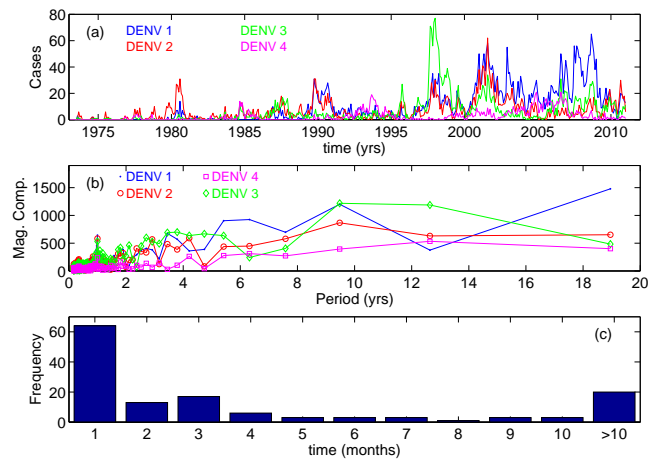 (a)
DENV 1
DENV 2
DENV 3
DENV 4
Cases
80
60
40
20
0
1975 1980 1985 1990 1995 2000 2005 2010
time (yrs)
(b)
DENV 1
DENV 2
DENV 4
DENV 3
Mag. Comp.
1500
1000
500
0
0 2 4 6 8 10 12 14 16 18 20
Period (yrs)
(c)
Frequency
60
40
20
0
1 2 3 4 5 6 7 8 9 10 >10
time (months)